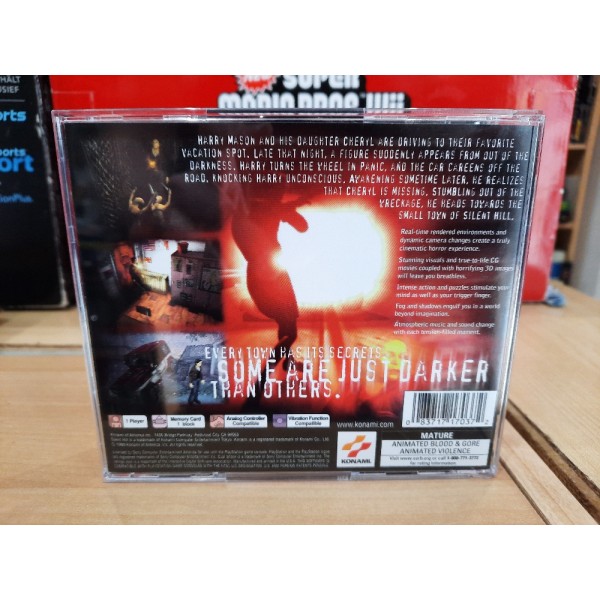 SUPER
MARIO BROS. Wii
HARRY MASON AND HIS DAUGHTER CHERYL ARE DRIVING TO THEIR FAVORITE
VACATION SPOT. LATE THAT NIGHT, A FIGURE SUDDENLY APPEARS FROM OUT OF THE
DARKNESS. HARRY TURNS THE WHEEL IN PANIC, AND THE CAR CAREENS OFF THE
ROAD, KNOCKING HARRY UNCONSCIOUS. AWAKENING SOMETIME LATER, HE REALIZES
THAT CHERYL IS MISSING. STUMBLING OUT OF THE
WRECKAGE, HE HEADS TOWARDS THE
SMALL TOWN OF SILENT HILL.
Real-time rendered environments and
dynamic camera changes create a truly
cinematic horror experience.
Stunning visuals and true-to-life CG
movies coupled with horrifying 3D images
will leave you breathless.
Intense action and puzzles stimulate your
mind as well as your trigger finger.
Fog and shadows engulf you in a world
beyond imagination.
Atmospheric music and sound change
with each tension-filled moment.
EVERY TOWN HAS ITS SECRETS.
SOME ARE JUST DARKER
THAN OTHERS.
1 Player
Memory Card
1 block
Analog Controller
Compatible
Vibration Function
Compatible
www.konami.com
0 83717 17037 2
KONAMI
MATURE
ANIMATED BLOOD & GORE
ANIMATED VIOLENCE